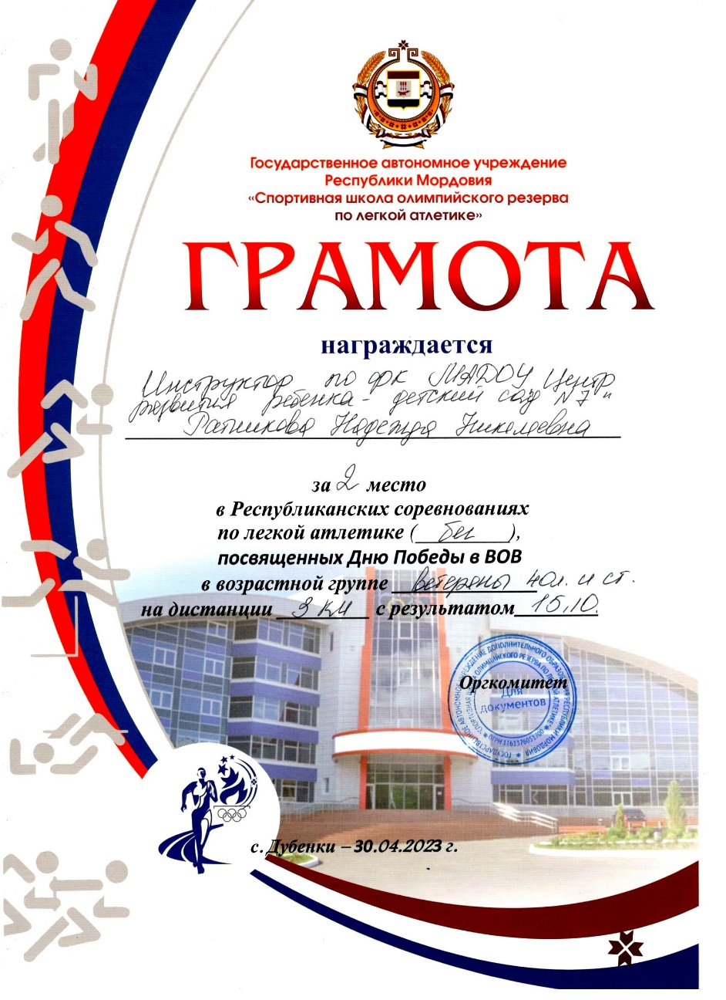 Государственное автономное учреждение
Республики Мордовия
«Спортивная школа олимпийского резерва
по легкой атлетике»
ГРАМОТА
награждается
Инструктор по фк МАДОУ Центр
развития ребенка - детский сад №7"
Надежда Николаевна
за 2 место
в Республиканских соревнованиях
по легкой атлетике (бег),
посвященных Дню Победы в ВОВ
в возрастной группе ветераны 40л. и ст.
на дистанции 3 км с результатом 15,10.
Оргкомитет
Для
документов
с. Дубенки – 30.04.2023 г.